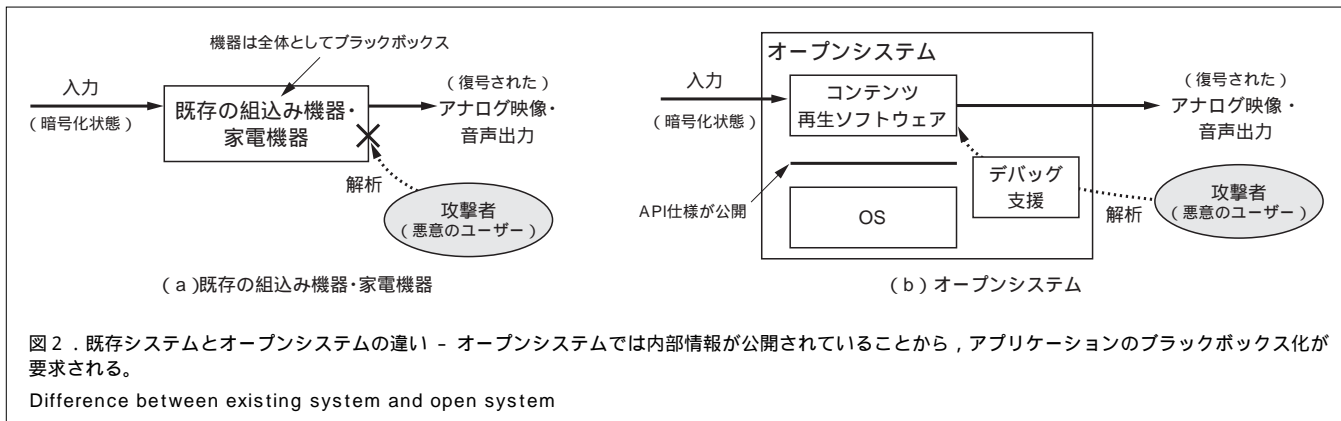 機器は全体としてブラックボックス
入力
(暗号化状態)
既存の組込み機器・
家電機器
(復号された)
アナログ映像・
音声出力
解析
攻撃者
(悪意のユーザー)
(a)既存の組込み機器・家電機器
オープンシステム
入力
(暗号化状態)
コンテンツ
再生ソフトウェア
(復号された)
アナログ映像・
音声出力
API仕様が公開
OS
デバッグ
支援
解析
攻撃者
(悪意のユーザー)
(b)オープンシステム
図2.既存システムとオープンシステムの違い - オープンシステムでは内部情報が公開されていることから,アプリケーションのブラックボックス化が
要求される。
Difference between existing system and open system